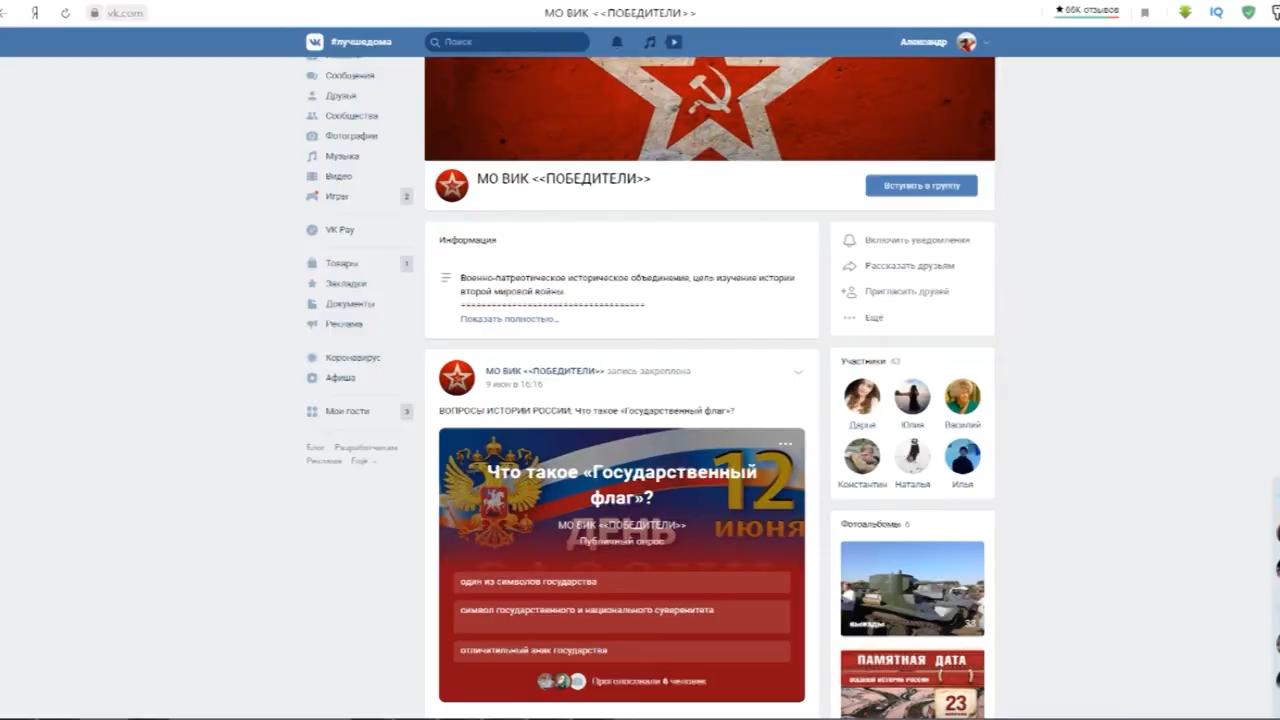 Я
vk.com
МО ВИК <<ПОБЕДИТЕЛИ>>
★ 66K отзывов
IQ
#лучшедома
Поиск
Александр
Сообщения
Друзья
Сообщества
Фотографии
Музыка
Видео
Игры 2
VK Pay
Товары 1
Закладки
Документы
Реклама
Коронавирус
Афиша
Мои гости 3
Блог Разработчикам
Реклама Ещё
МО ВИК <<ПОБЕДИТЕЛИ>>
Вступить в группу
Информация
Военно-патриотическое историческое объединение, цель изучение истории
второй мировой войны.
====================================
Показать полностью...
МО ВИК <<ПОБЕДИТЕЛИ>> запись закреплена
9 июн в 16:16
ВОПРОСЫ ИСТОРИИ РОССИИ: Что такое «Государственный флаг»?
Что такое «Государственный
флаг»?
12
ИЮНЯ
ДЕНЬ
МО ВИК <<ПОБЕДИТЕЛИ>>
Публичный опрос
один из символов государства
символ государственного и национального суверенитета
отличительный знак государства
Проголосовали 6 человек
Включить уведомления
Рассказать друзьям
Пригласить друзей
Ещё
Участники 43
Дарья Юлия Василий
Константин Наталья Илья
Фотоальбомы 6
выезды 33
ПАМЯТНАЯ ДАТА
ВОЕННОЙ ИСТОРИИ РОССИИ
23